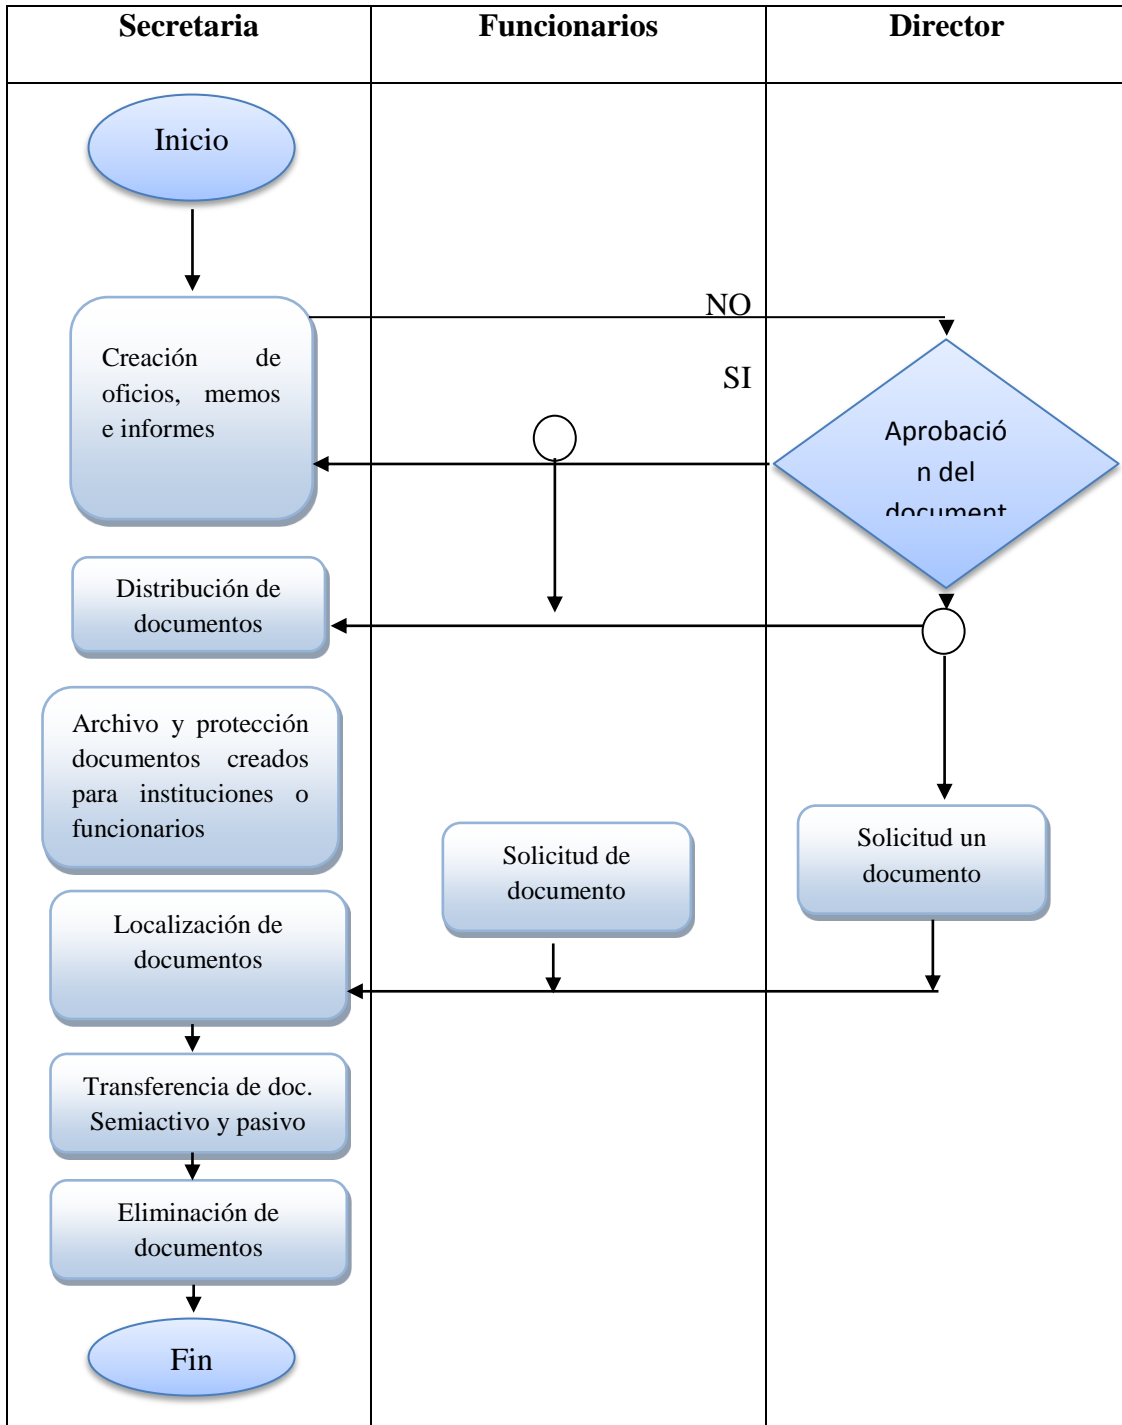 Secretaria
Funcionarios
Director
Inicio
NO
Creación de
oficios, memos
e informes
SI
Aprobació
n del
document
Distribución de
documentos
Archivo y protección
documentos creados
para instituciones o
funcionarios
Solicitud de
documento
Solicitud un
documento
Localización de
documentos
Transferencia de doc.
Semiactivo y pasivo
Eliminación de
documentos
Fin